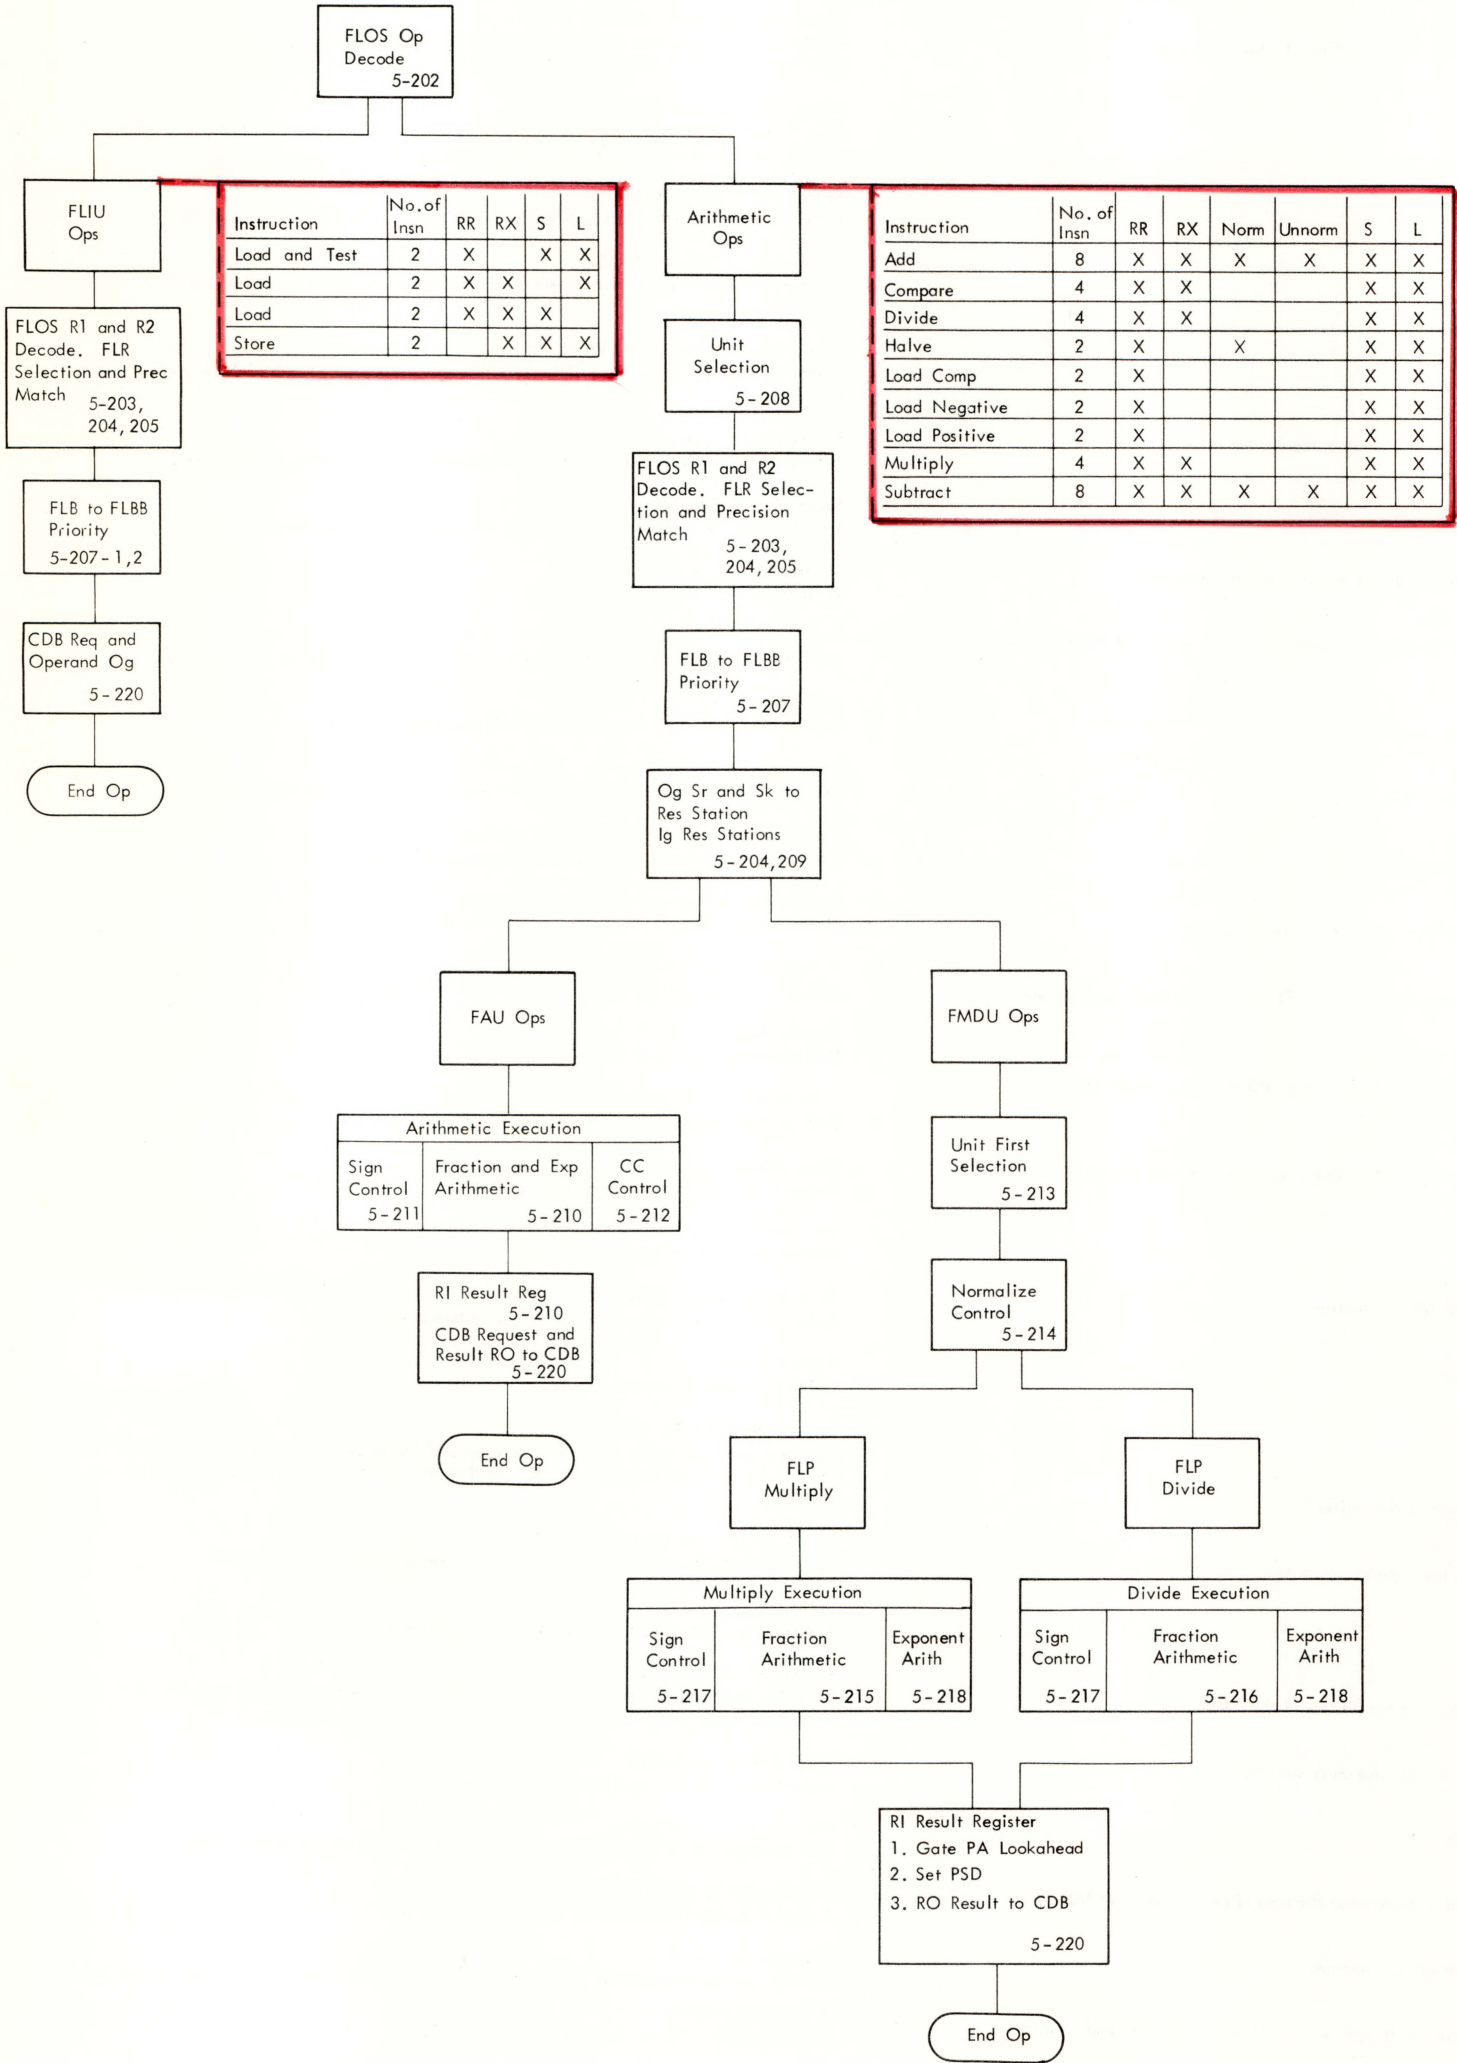 FLOS Op
Decode
5-202
FLIU
Ops
Instruction No. of Insn RR RX S L
Load and Test 2 X X X
Load 2 X X X
Load 2 X X X
Store 2 X X X
Arithmetic
Ops
Instruction No. of Insn RR RX Norm Unnorm S L
Add 8 X X X X X X
Compare 4 X X X X
Divide 4 X X X X
Halve 2 X X X X
Load Comp 2 X X X
Load Negative 2 X X X
Load Positive 2 X X X
Multiply 4 X X X X
Subtract 8 X X X X X X
FLOS R1 and R2
Decode. FLR
Selection and Prec
Match 5-203,
204, 205
FLB to FLBB
Priority
5-207-1,2
CDB Req and
Operand Og
5-220
End Op
Unit
Selection
5-208
FLOS R1 and R2
Decode. FLR Selec-
tion and Precision
Match 5-203,
204, 205
FLB to FLBB
Priority
5-207
Og Sr and Sk to
Res Station
Ig Res Stations
5-204,209
FAU Ops
Arithmetic Execution
Sign
Control
5-211
Fraction and Exp
Arithmetic
5-210
CC
Control
5-212
RI Result Reg
5-210
CDB Request and
Result RO to CDB
5-220
End Op
FMDU Ops
Unit First
Selection
5-213
Normalize
Control
5-214
FLP
Multiply
Multiply Execution
Sign
Control
5-217
Fraction
Arithmetic
5-215
Exponent
Arith
5-218
FLP
Divide
Divide Execution
Sign
Control
5-217
Fraction
Arithmetic
5-216
Exponent
Arith
5-218
RI Result Register
1. Gate PA Lookahead
2. Set PSD
3. RO Result to CDB
5-220
End Op